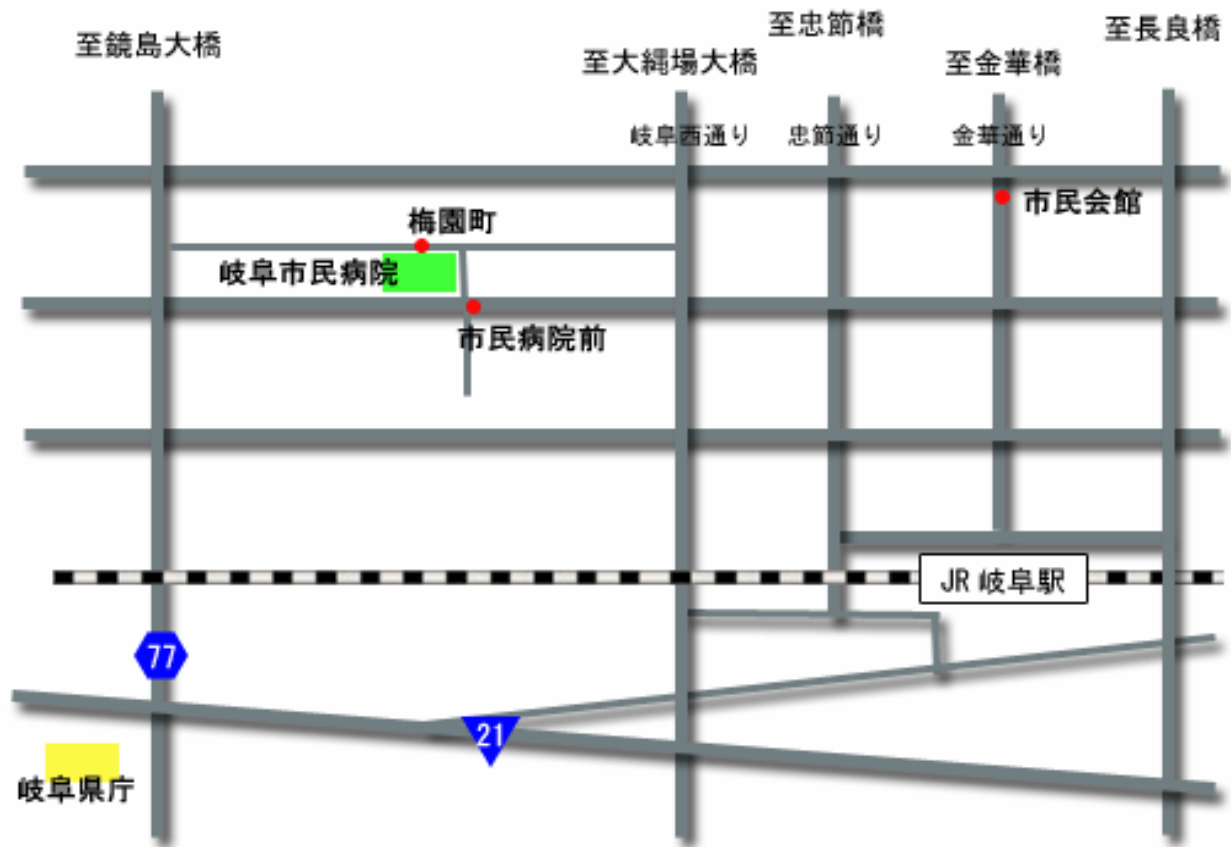 至鏡島大橋
至大縄場大橋
至忠節橋
至金華橋
至長良橋
岐阜西通り
忠節通り
金華通り
市民会館
梅園町
岐阜市民病院
市民病院前
JR 岐阜駅
77
21
岐阜県庁